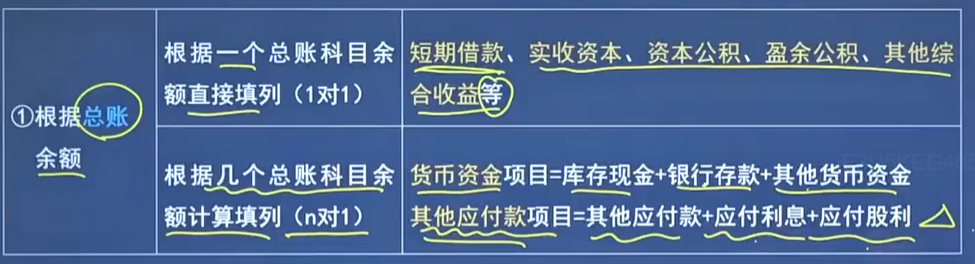 ①根据总账
余额
根据一个总账科目余
额直接填列（1对1）
短期借款、实收资本、资本公积、盈余公积、其他综
合收益等
根据几个总账科目余
额计算填列（n对1）
货币资金项目=库存现金+银行存款+其他货币资金
其他应付款项目=其他应付款+应付利息+应付股利